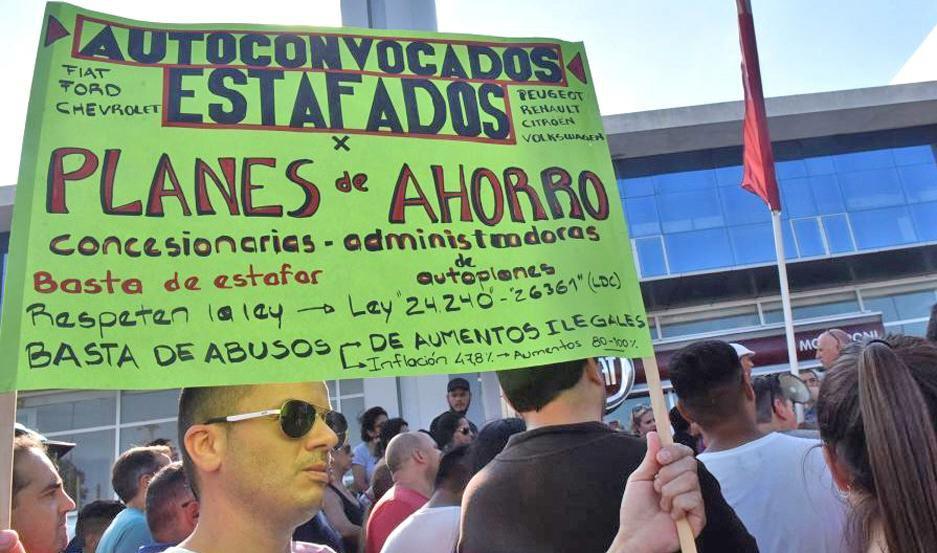 AUTOCONVOCADOS
FIAT
FORD
CHEVROLET
ESTAFADOS
PEUGEOT
RENAULT
CITROEN
VOLKSWAGEN
x
PLANES de AHORRO
concesionarias - administradoras
de
autoplanes
Basta de estafar
Respeten la ley → Ley "24.240" - "26361" (LDC)
BASTA DE ABUSOS DE AUMENTOS ILEGALES
Inflación 47,8% → Aumentos 80-100%